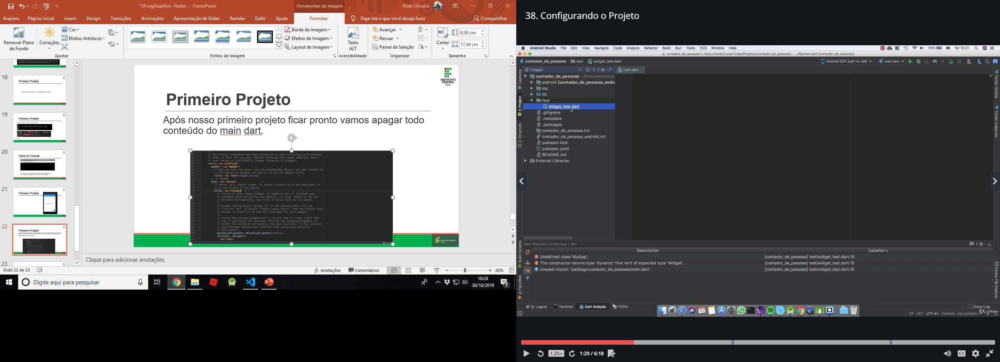 15ProgDispMov -flutter - PowerPoint
Ferramentas de Imagem
Rildo Oliveira
Arquivo
Página Inicial
Inserir
Design
Transições
Animações
Apresentação de Slides
Revisão
Exibir
Ajuda
Formatar
Diga-me o que você deseja fazer
Compartilhar
Remover Plano
de Fundo
Correções
Cor
Efeitos Artísticos
Ajustar
Estilos de Imagem
Borda de Imagem
Efeitos de Imagem
Layout de Imagem
Texto
ALT
Acessibilidade
Avançar
Recuar
Painel de Seleção
Organizar
Cortar
8,06 cm
17,44 cm
Tamanho
18
Primeiro Projeto
19
Primeiro Projeto
20
Falha no VScode
21
Primeiro Projeto
22
Primeiro Projeto
23
INSTITUTO
FEDERAL
Piauí
Primeiro Projeto
Após nosso primeiro projeto ficar pronto vamos apagar todo
conteúdo do main dart.
//
// The Flutter framework has been optimized to make rerunning build methods
// fast, so that you can just rebuild anything that needs updating rather
// than having to individually change instances of widgets.
return new Scaffold(
appBar: new AppBar(
// Here we take the value from the MyHomePage object that was created by
// the App.build method, and use it to set our appbar title.
title: new Text(widget.title),
), // AppBar
body: new Center(
// Center is a layout widget. It takes a single child and positions it
// in the middle of the parent.
child: new Column(
// Column is also layout widget. It takes a list of children and
// arranges them vertically. By default, it sizes itself to fit its
// children horizontally, and tries to be as tall as its parent.
//
// Invoke "debug paint" (press "p" in the console where you ran
// "flutter run", or select "Toggle Debug Paint" from the Flutter tool
// window in IntelliJ) to see the wireframe for each widget.
//
// Column has various properties to control how it sizes itself and
// how it positions its children. Here we use mainAxisAlignment to
// center the children vertically; the main axis here is the vertical
// axis because Columns are vertical (the cross axis would be
// horizontal).
mainAxisAlignment: MainAxisAlignment.center,
children: <Widget>[
new Text(
INSTITUTO FEDERAL
Clique para adicionar anotações
Slide 22 de 23
Anotações
Comentários
82%
Digite aqui para pesquisar
10:24
30/10/2019
2
38. Configurando o Projeto
Android Studio File Edit View Navigate Code Analyze Refactor Build Run Tools VCS Window Help
100%
Ter 10:21
contador_de_pessoas [~/Documents/CursoFlutter/Projetos/contador_de_pessoas] - .../lib/main.dart [contador_de_pessoas]
contador_de_pessoas
test
widget_test.dart
Android SDK built for x86
main.dart
Project
main.dart
contador_de_pessoas ~/Documents/Cur
android [contador_de_pessoas_andro
ios
lib
test
widget_test.dart
.gitignore
.metadata
.packages
contador_de_pessoas.iml
contador_de_pessoas_android.iml
pubspec.lock
pubspec.yaml
README.md
External Libraries
Captures
1: Project
Z: Structure
Build Variants
2: Favorites
Flutter Outline
Flutter Inspector
Device File Explorer
Dart Analysis 2 errors and 1 hint
Description
Location
Undefined class 'MyApp'.
[contador_de_pessoas] test/widget_test.dart:15
The constructor returns type 'dynamic' that isn't of expected type 'Widget'.
[contador_de_pessoas] test/widget_test.dart:15
Unused import: 'package:contador_de_pessoas/main.dart'.
[contador_de_pessoas] test/widget_test.dart:10
6: Logcat
Terminal
Dart Analysis
TODO
Event Log
1:1 LF÷ UTF-8÷ Context: <no context>
Udemy
1.25×
1:29 / 6:18
CC